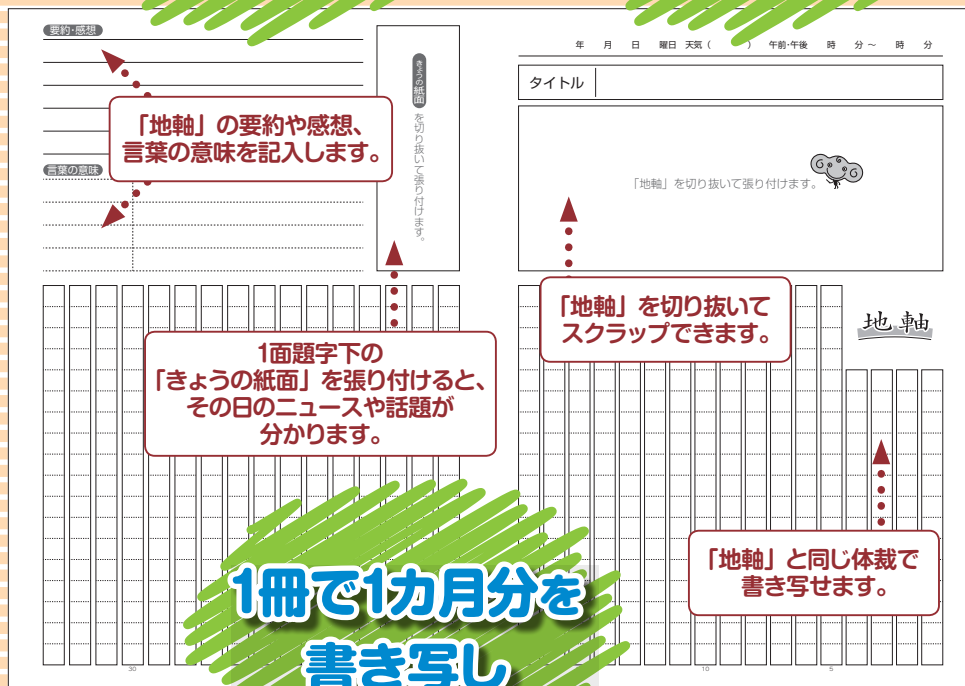 要約・感想
「地軸」の要約や感想、
言葉の意味を記入します。
言葉の意味
きょうの紙面 を切り抜いて張り付けます。
年 月 日 曜日 天気（ ） 午前・午後 時 分～ 時 分
タイトル
「地軸」を切り抜いて張り付けます。
「地軸」を切り抜いて
スクラップできます。
地軸
1面題字下の
「きょうの紙面」を張り付けると、
その日のニュースや話題が
分かります。
「地軸」と同じ体裁で
書き写せます。
1冊で1カ月分を
書き写し
30
10
5